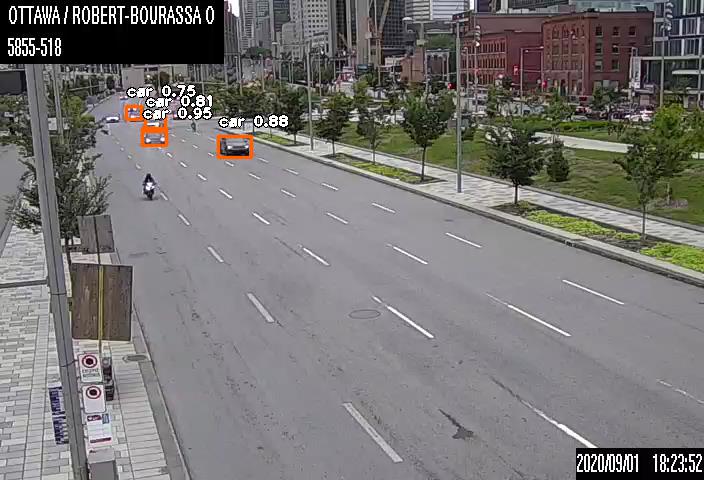 OTTAWA / ROBERT-BOURASSA O
5855-518
car 0.75
car 0.81
car 0.95
car 0.88
2020/09/01 18:23:52